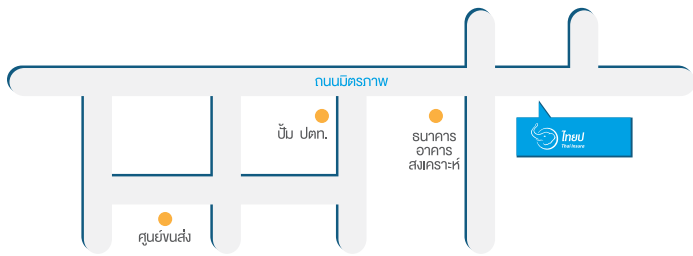 ถนนมิตรภาพ
ปั้ม ปตท.
ธนาคาร
อาคาร
สงเคราะห์
ไทยป
Thai Insure
ศูนย์ขนส่ง